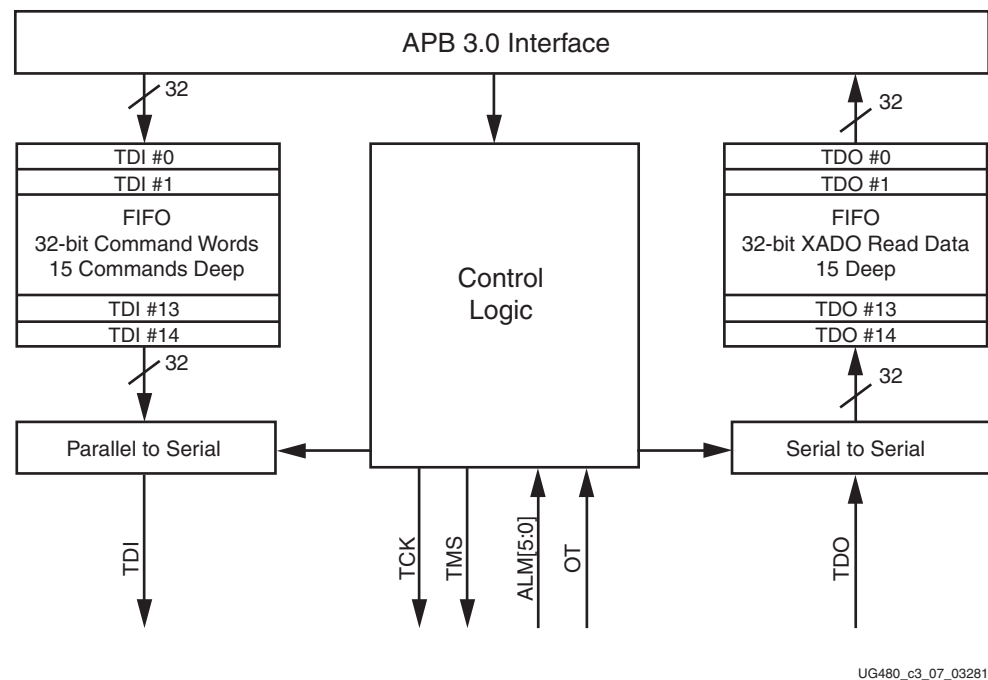 APB 3.0 Interface
32
32
TDI #0
TDI #1
FIFO
32-bit Command Words
15 Commands Deep
TDI #13
TDI #14
Control
Logic
TDO #0
TDO #1
FIFO
32-bit XADO Read Data
15 Deep
TDO #13
TDO #14
32
32
Parallel to Serial
Serial to Serial
TDI
TCK
TMS
ALM[5:0]
OT
TDO
UG480_c3_07_03281